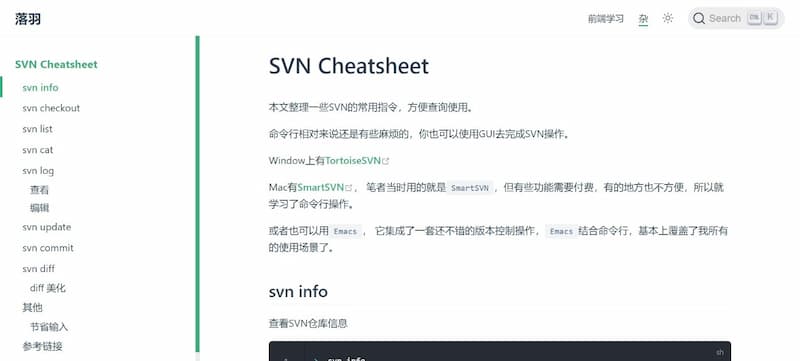 落羽
前端学习
杂
Search
K
SVN Cheatsheet
svn info
svn checkout
svn list
svn cat
svn log
查看
编辑
svn update
svn commit
svn diff
diff 美化
其他
节省输入
参考链接
SVN Cheatsheet
本文整理一些SVN的常用指令，方便查询使用。
命令行相对来说还是有些麻烦的，你也可以使用GUI去完成SVN操作。
Window上有TortoiseSVN
Mac有SmartSVN， 笔者当时用的就是 SmartSVN ，但有些功能需要付费，有的地方也不方便，所以就
学习了命令行操作。
或者也可以用 Emacs ， 它集成了一套还不错的版本控制操作， Emacs 结合命令行，基本上覆盖了我所有
的使用场景了。
svn info
查看SVN仓库信息
sh
svn info